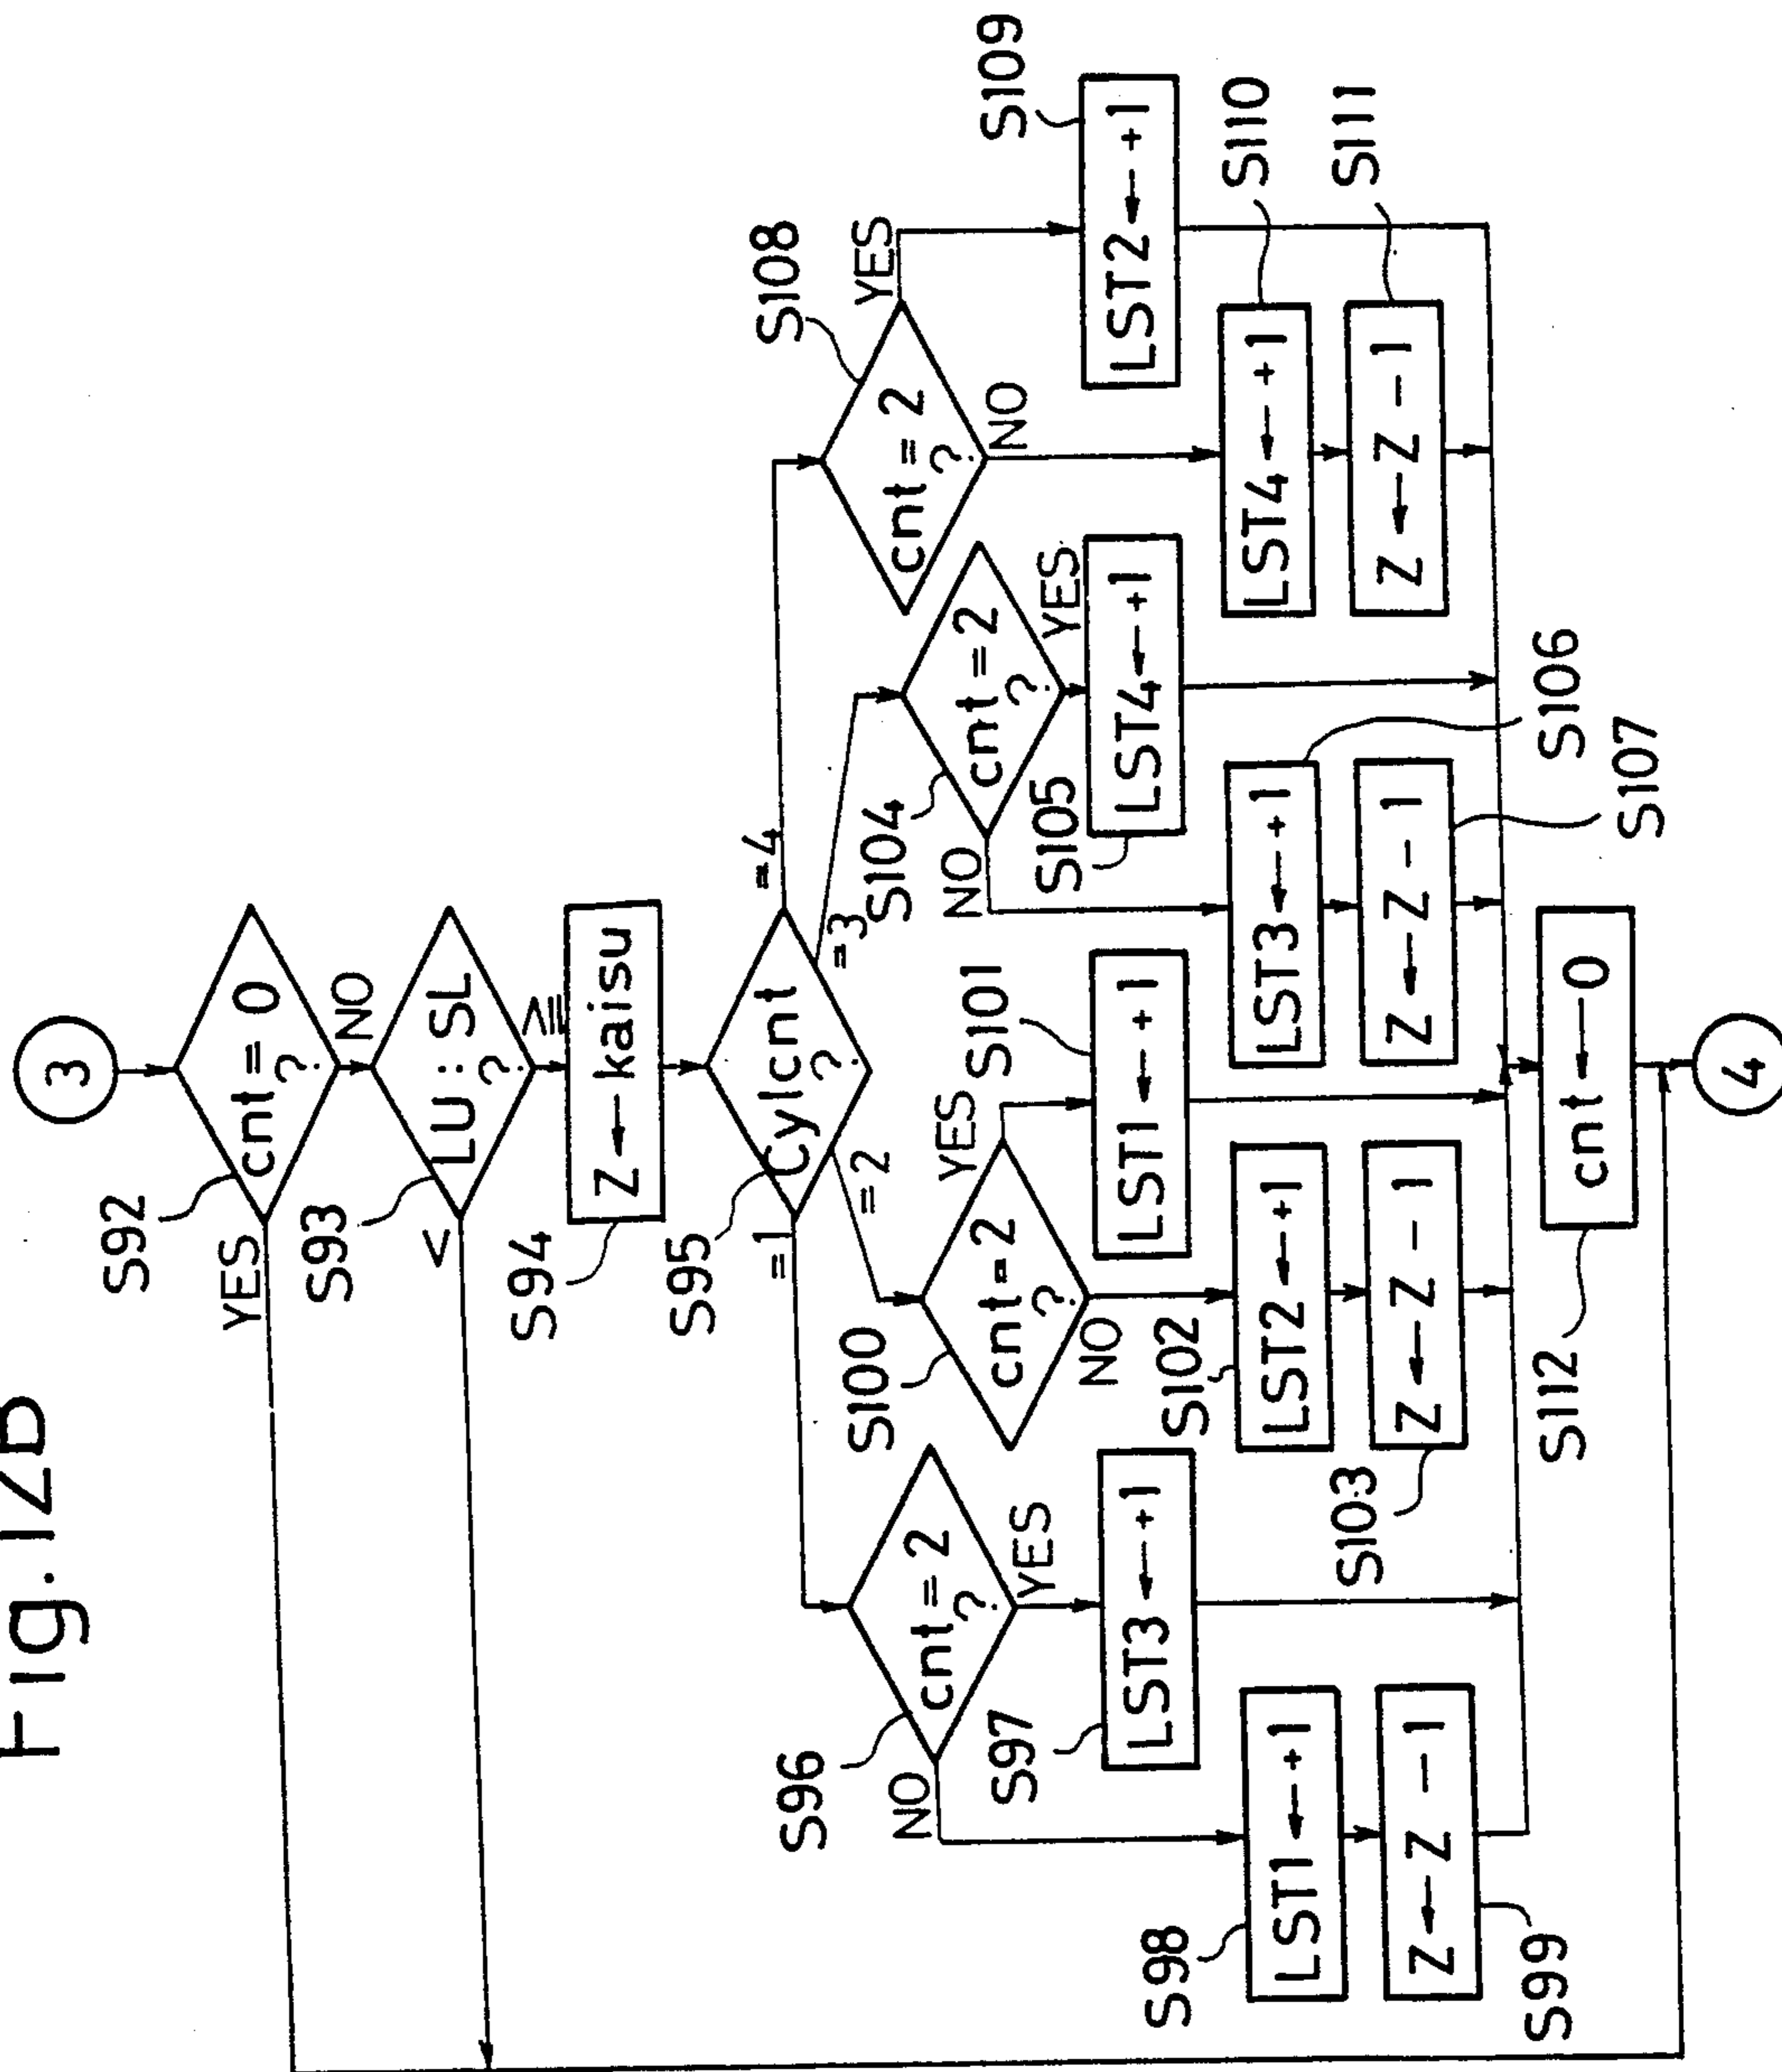 Fig. 12B
3
S92
cnt = 0
?
YES
NO
S93
LU : SL
?
<
≧
S94
Z ← kaisu
S95
Cylcnt
?
=1
=2
=3
=4
S96
cnt = 2
?
NO
YES
S97
LST3 ← +1
S98
LST1 ← +1
S99
Z ← Z - 1
S100
cnt = 2
?
YES
NO
S101
LST1 ← +1
S102
LST2 ← +1
S103
Z ← Z - 1
S104
cnt = 2
?
NO
YES
S105
LST4 ← +1
S106
LST3 ← +1
S107
Z ← Z - 1
S108
cnt = 2
?
YES
NO
S109
LST2 ← +1
S110
LST4 ← +1
S111
Z ← Z - 1
S112
cnt ← 0
4